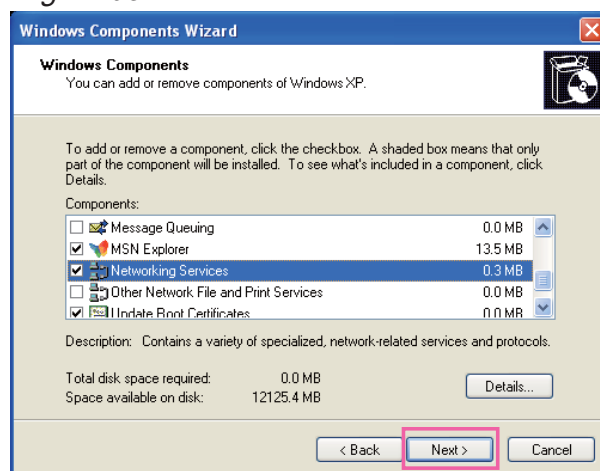 Windows Components Wizard
Windows Components
You can add or remove components of Windows XP.
To add or remove a component, click the checkbox. A shaded box means that only
part of the component will be installed. To see what's included in a component, click
Details.
Components:
Message Queuing 0.0 MB
MSN Explorer 13.5 MB
Networking Services 0.3 MB
Other Network File and Print Services 0.0 MB
Update Root Certificates 0.0 MB
Description: Contains a variety of specialized, network-related services and protocols.
Total disk space required: 0.0 MB
Space available on disk: 12125.4 MB
Details...
< Back Next > Cancel